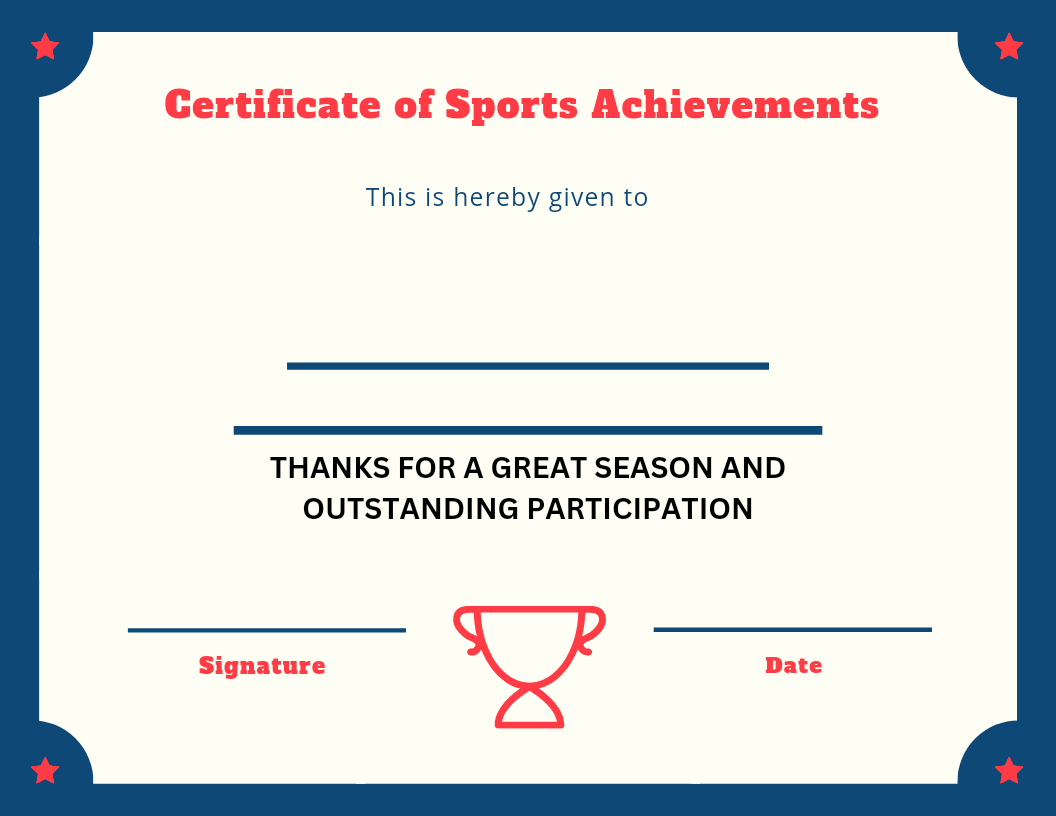 Certificate of Sports Achievements
This is hereby given to
THANKS FOR A GREAT SEASON AND
OUTSTANDING PARTICIPATION
Signature
Date